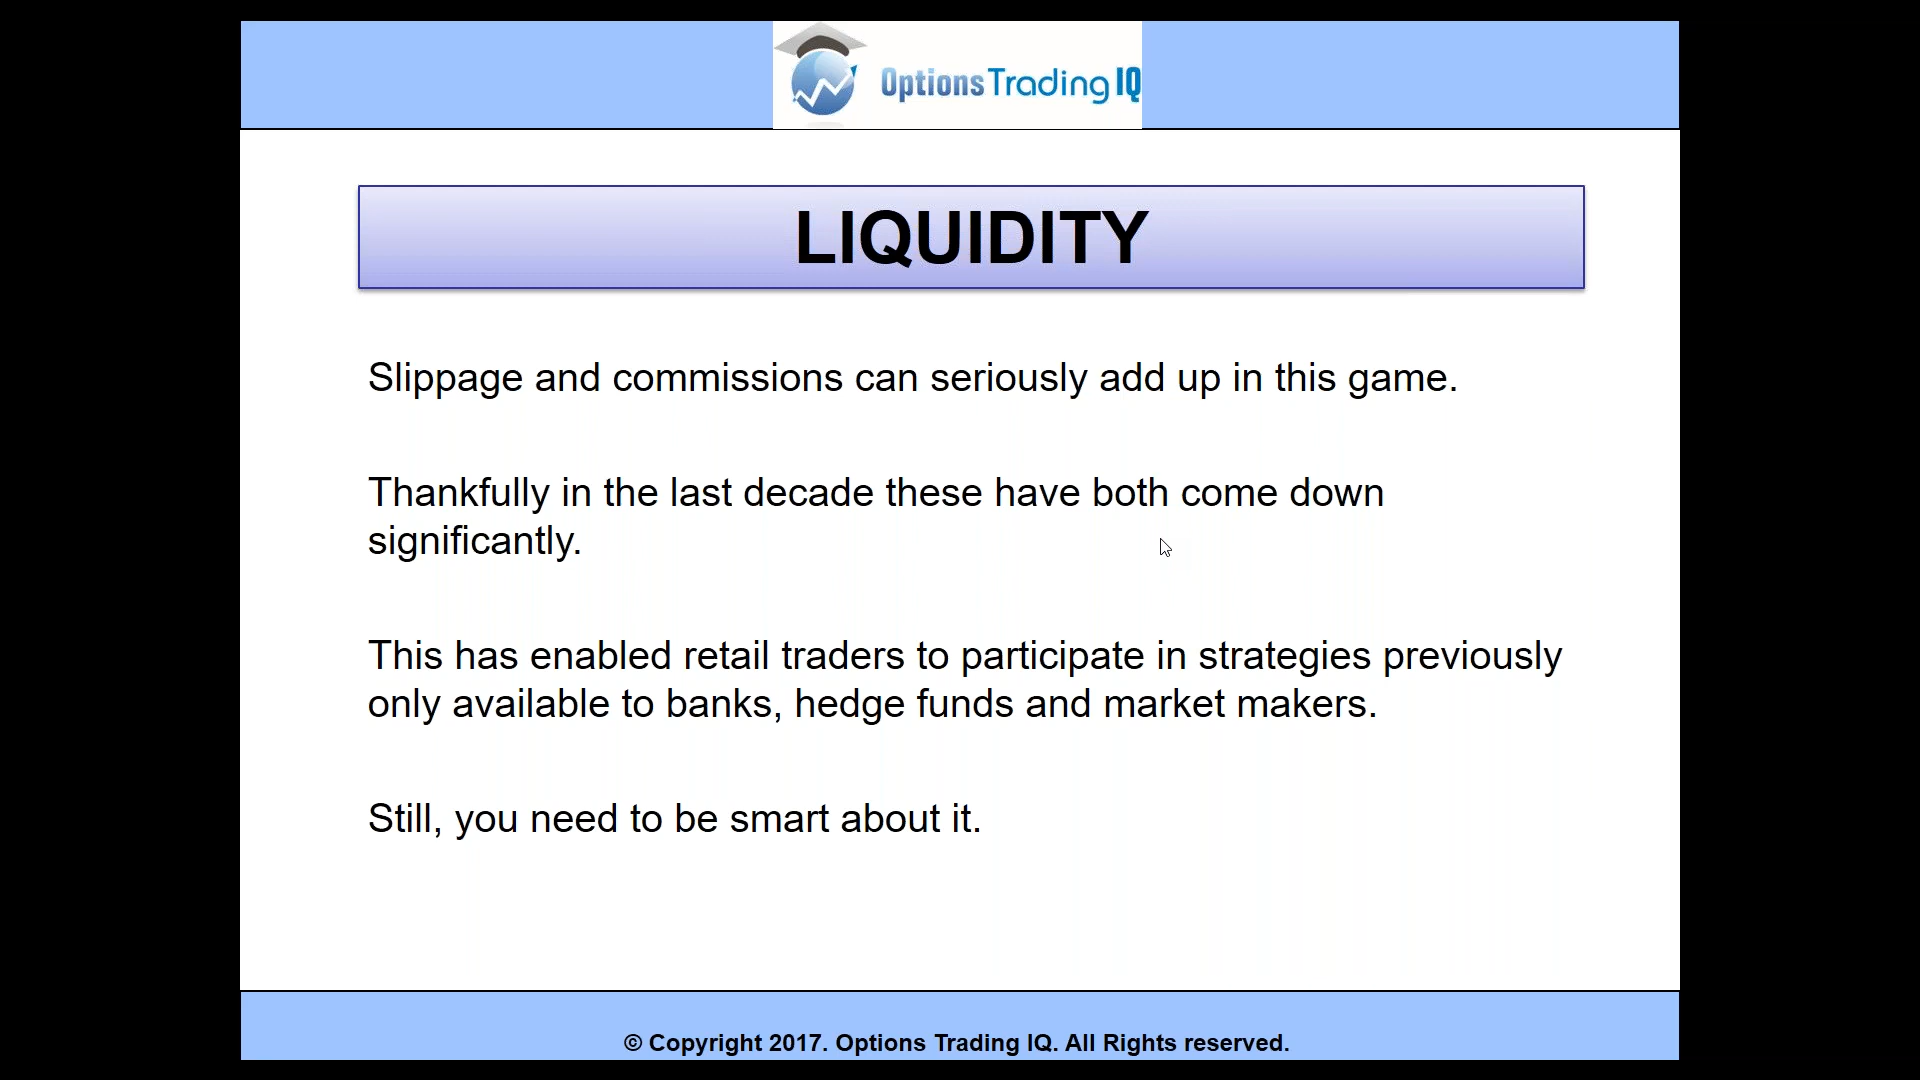 Options Trading IQ
LIQUIDITY
Slippage and commissions can seriously add up in this game.
Thankfully in the last decade these have both come down
significantly.
This has enabled retail traders to participate in strategies previously
only available to banks, hedge funds and market makers.
Still, you need to be smart about it.
© Copyright 2017. Options Trading IQ. All Rights reserved.